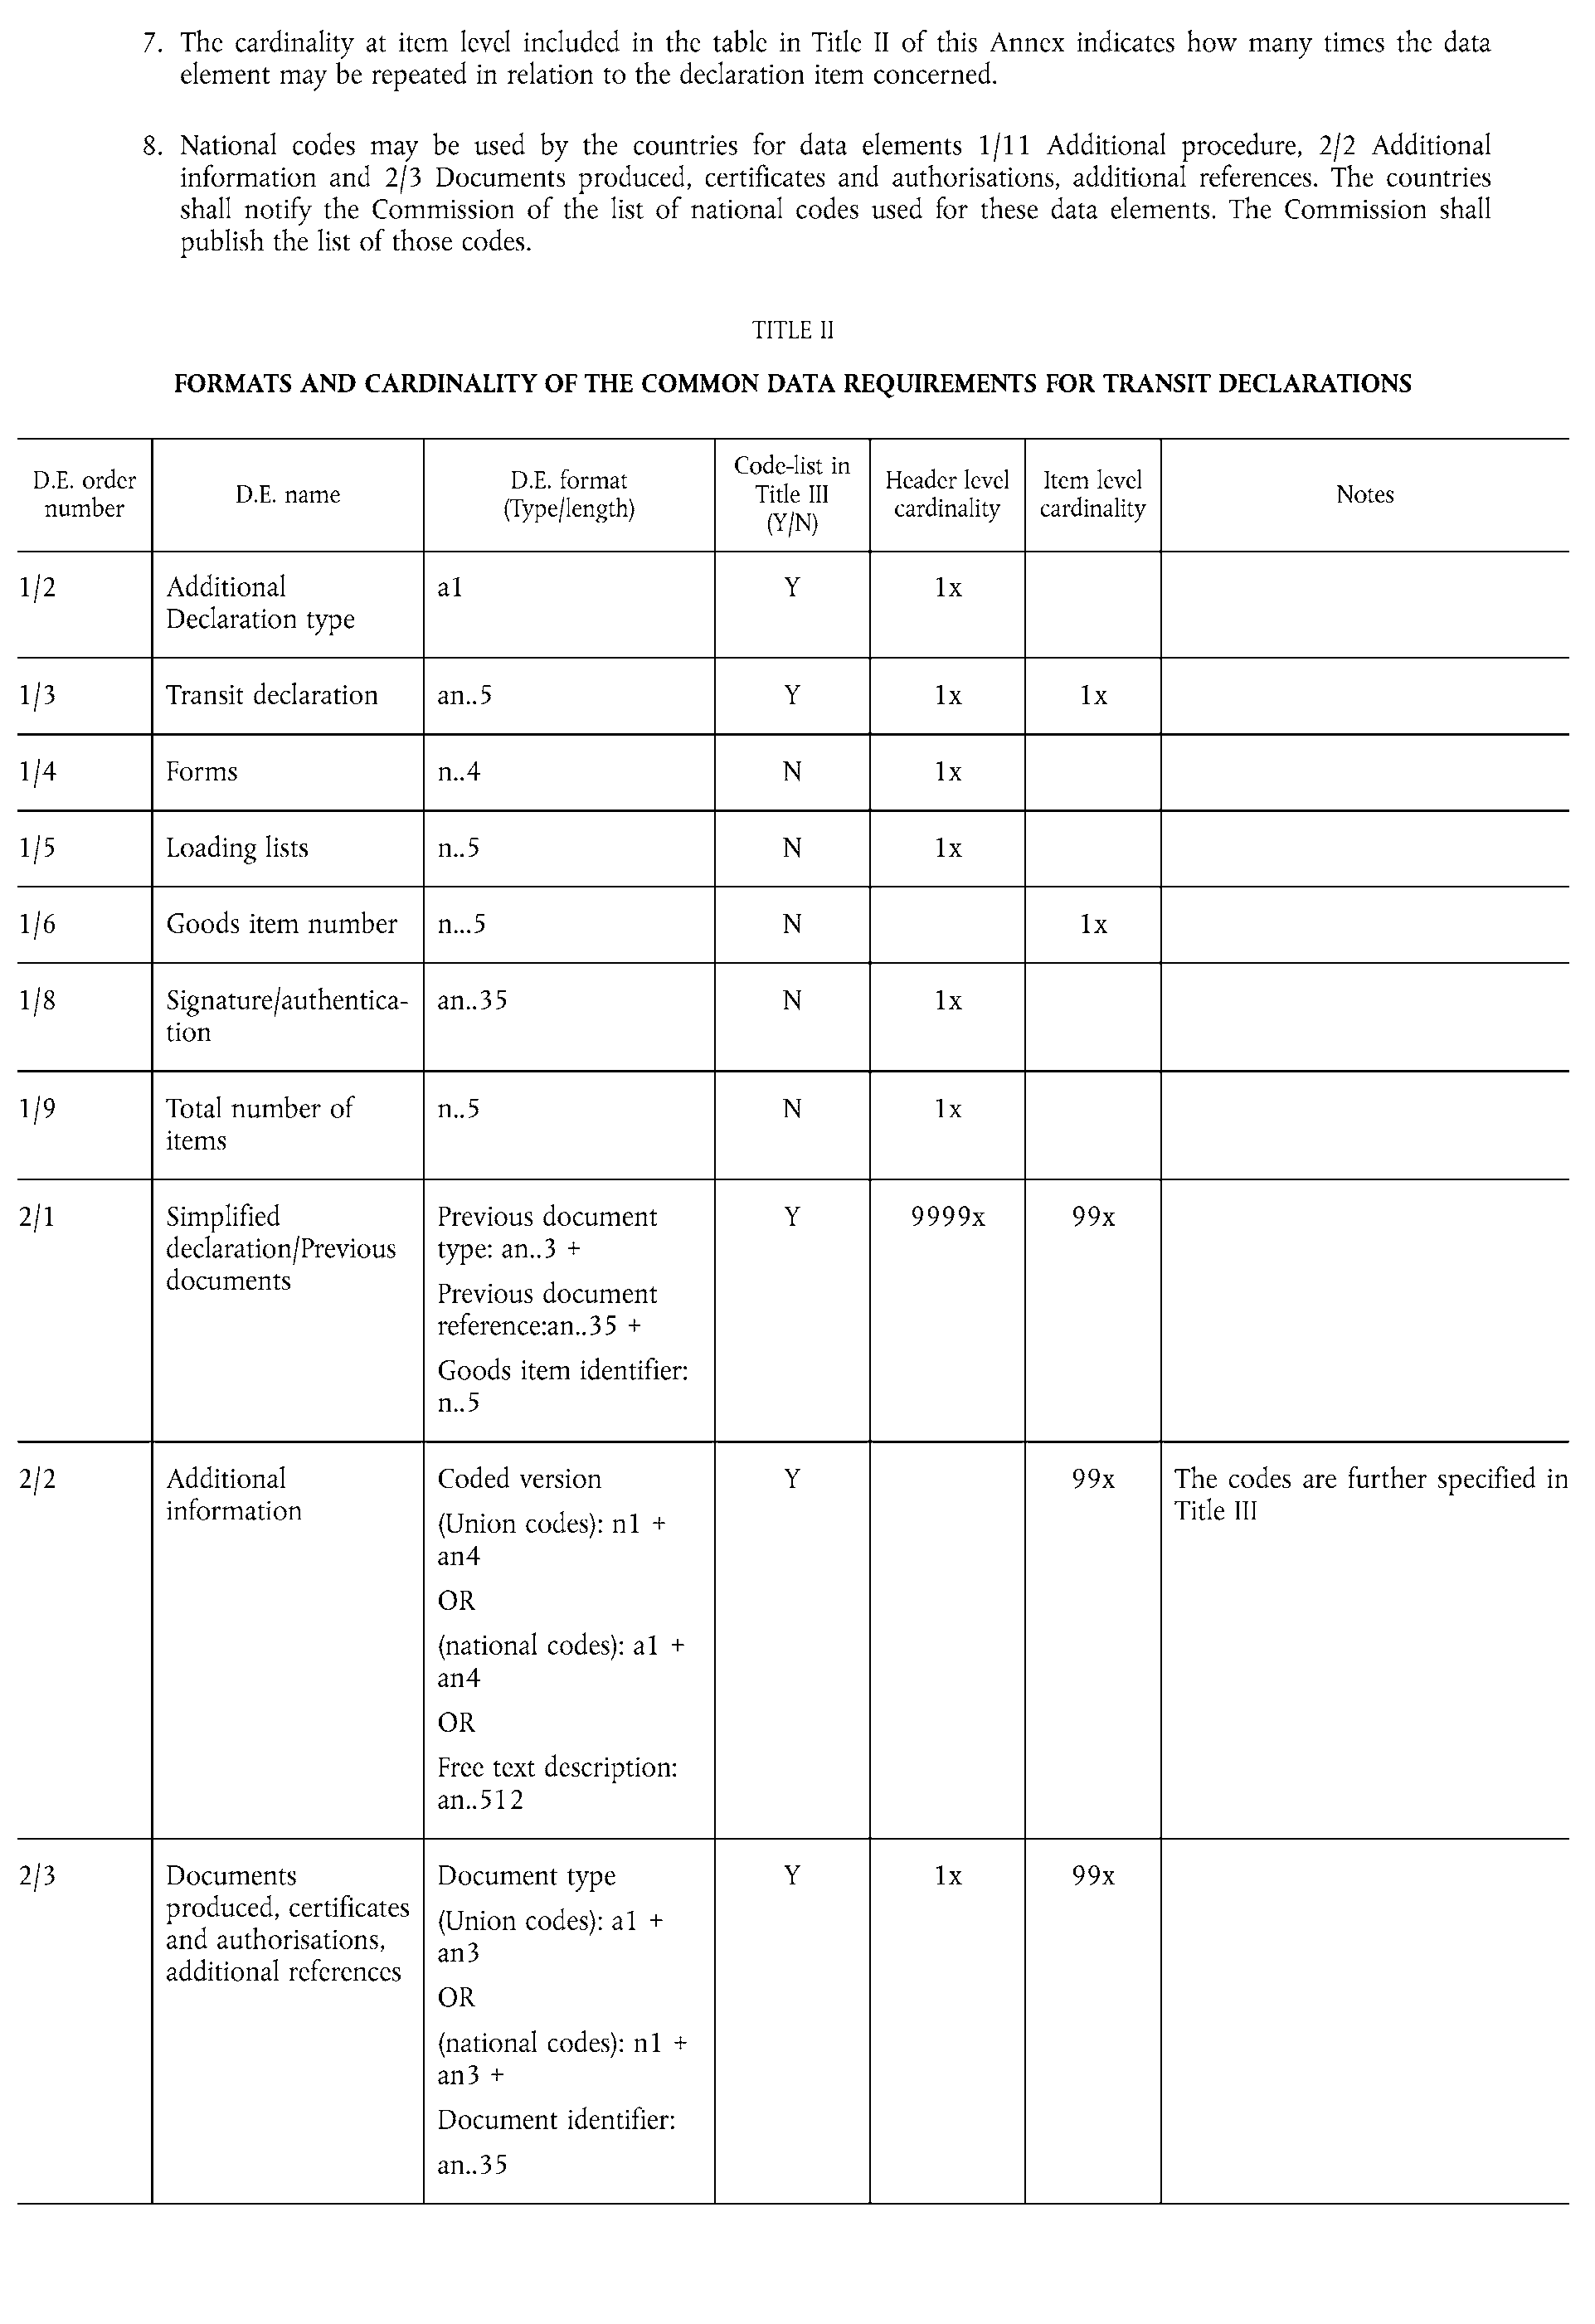 7. The cardinality at item level included in the table in Title II of this Annex indicates how many times the data
element may be repeated in relation to the declaration item concerned.
8. National codes may be used by the countries for data elements 1/11 Additional procedure, 2/2 Additional
information and 2/3 Documents produced, certificates and authorisations, additional references. The countries
shall notify the Commission of the list of national codes used for these data elements. The Commission shall
publish the list of those codes.
TITLE II
FORMATS AND CARDINALITY OF THE COMMON DATA REQUIREMENTS FOR TRANSIT DECLARATIONS
D.E. order
number
D.E. name
D.E. format
(Type/length)
Code-list in
Title III
(Y/N)
Header level
cardinality
Item level
cardinality
Notes
1/2
Additional
Declaration type
a1
Y
1x
1/3
Transit declaration
an..5
Y
1x
1x
1/4
Forms
n..4
N
1x
1/5
Loading lists
n..5
N
1x
1/6
Goods item number
n...5
N
1x
1/8
Signature/authentica-
tion
an..35
N
1x
1/9
Total number of
items
n..5
N
1x
2/1
Simplified
declaration/Previous
documents
Previous document
type: an..3 +
Previous document
reference:an..35 +
Goods item identifier:
n..5
Y
9999x
99x
2/2
Additional
information
Coded version
(Union codes): n1 +
an4
OR
(national codes): a1 +
an4
OR
Free text description:
an..512
Y
99x
The codes are further specified in
Title III
2/3
Documents
produced, certificates
and authorisations,
additional references
Document type
(Union codes): a1 +
an3
OR
(national codes): n1 +
an3 +
Document identifier:
an..35
Y
1x
99x